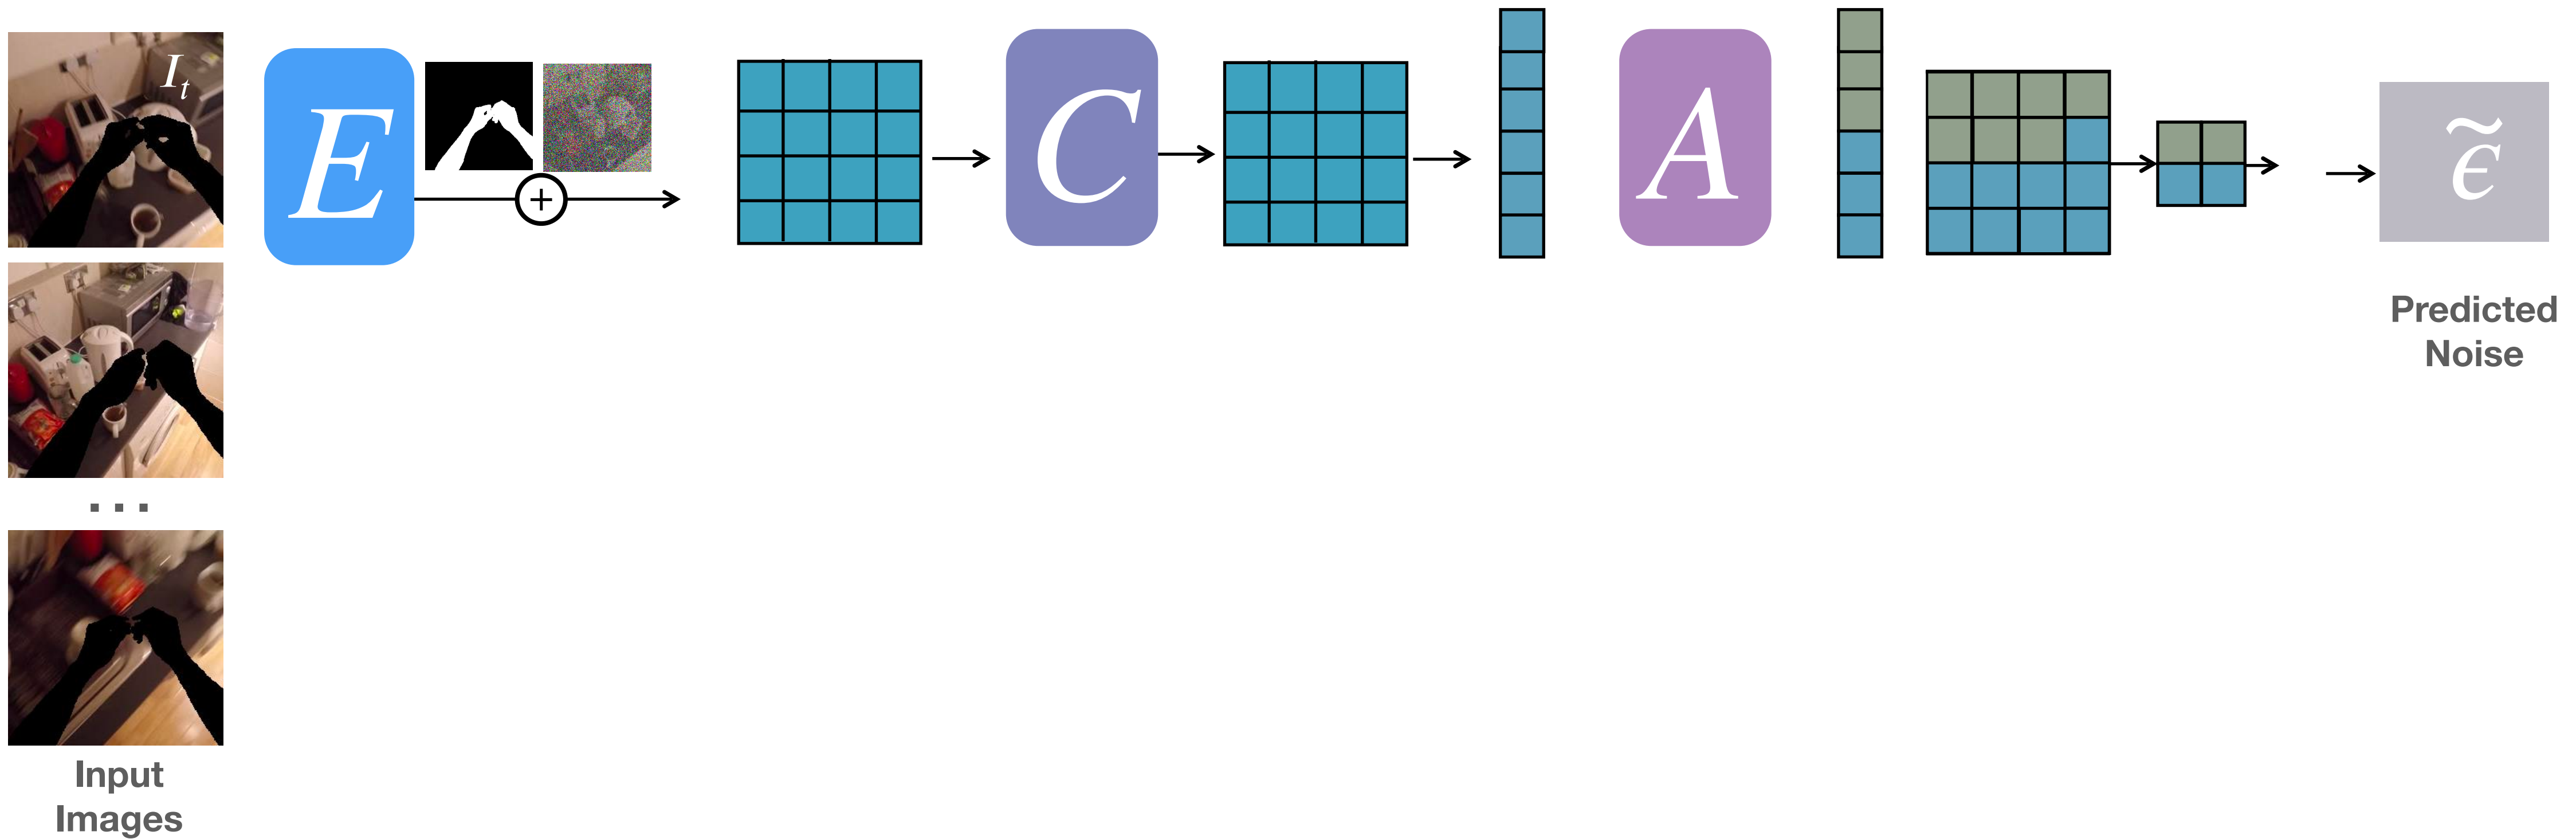 I_t
E
+
C
A
ϵ̃
Predicted
Noise
...
Input
Images